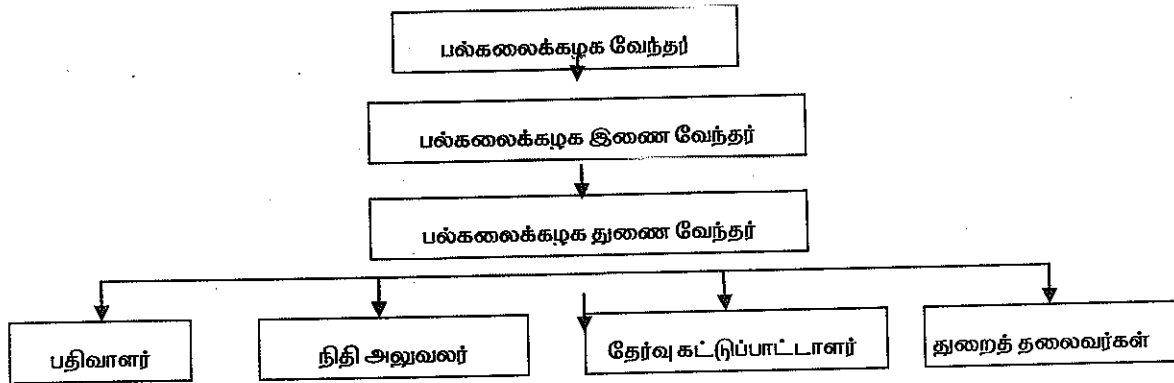 பல்கலைக்கழக வேந்தர்
பல்கலைக்கழக இணை வேந்தர்
பல்கலைக்கழக துணை வேந்தர்
பதிவாளர்
நிதி அலுவலர்
தேர்வு கட்டுப்பாட்டாளர்
துறைத் தலைவர்கள்